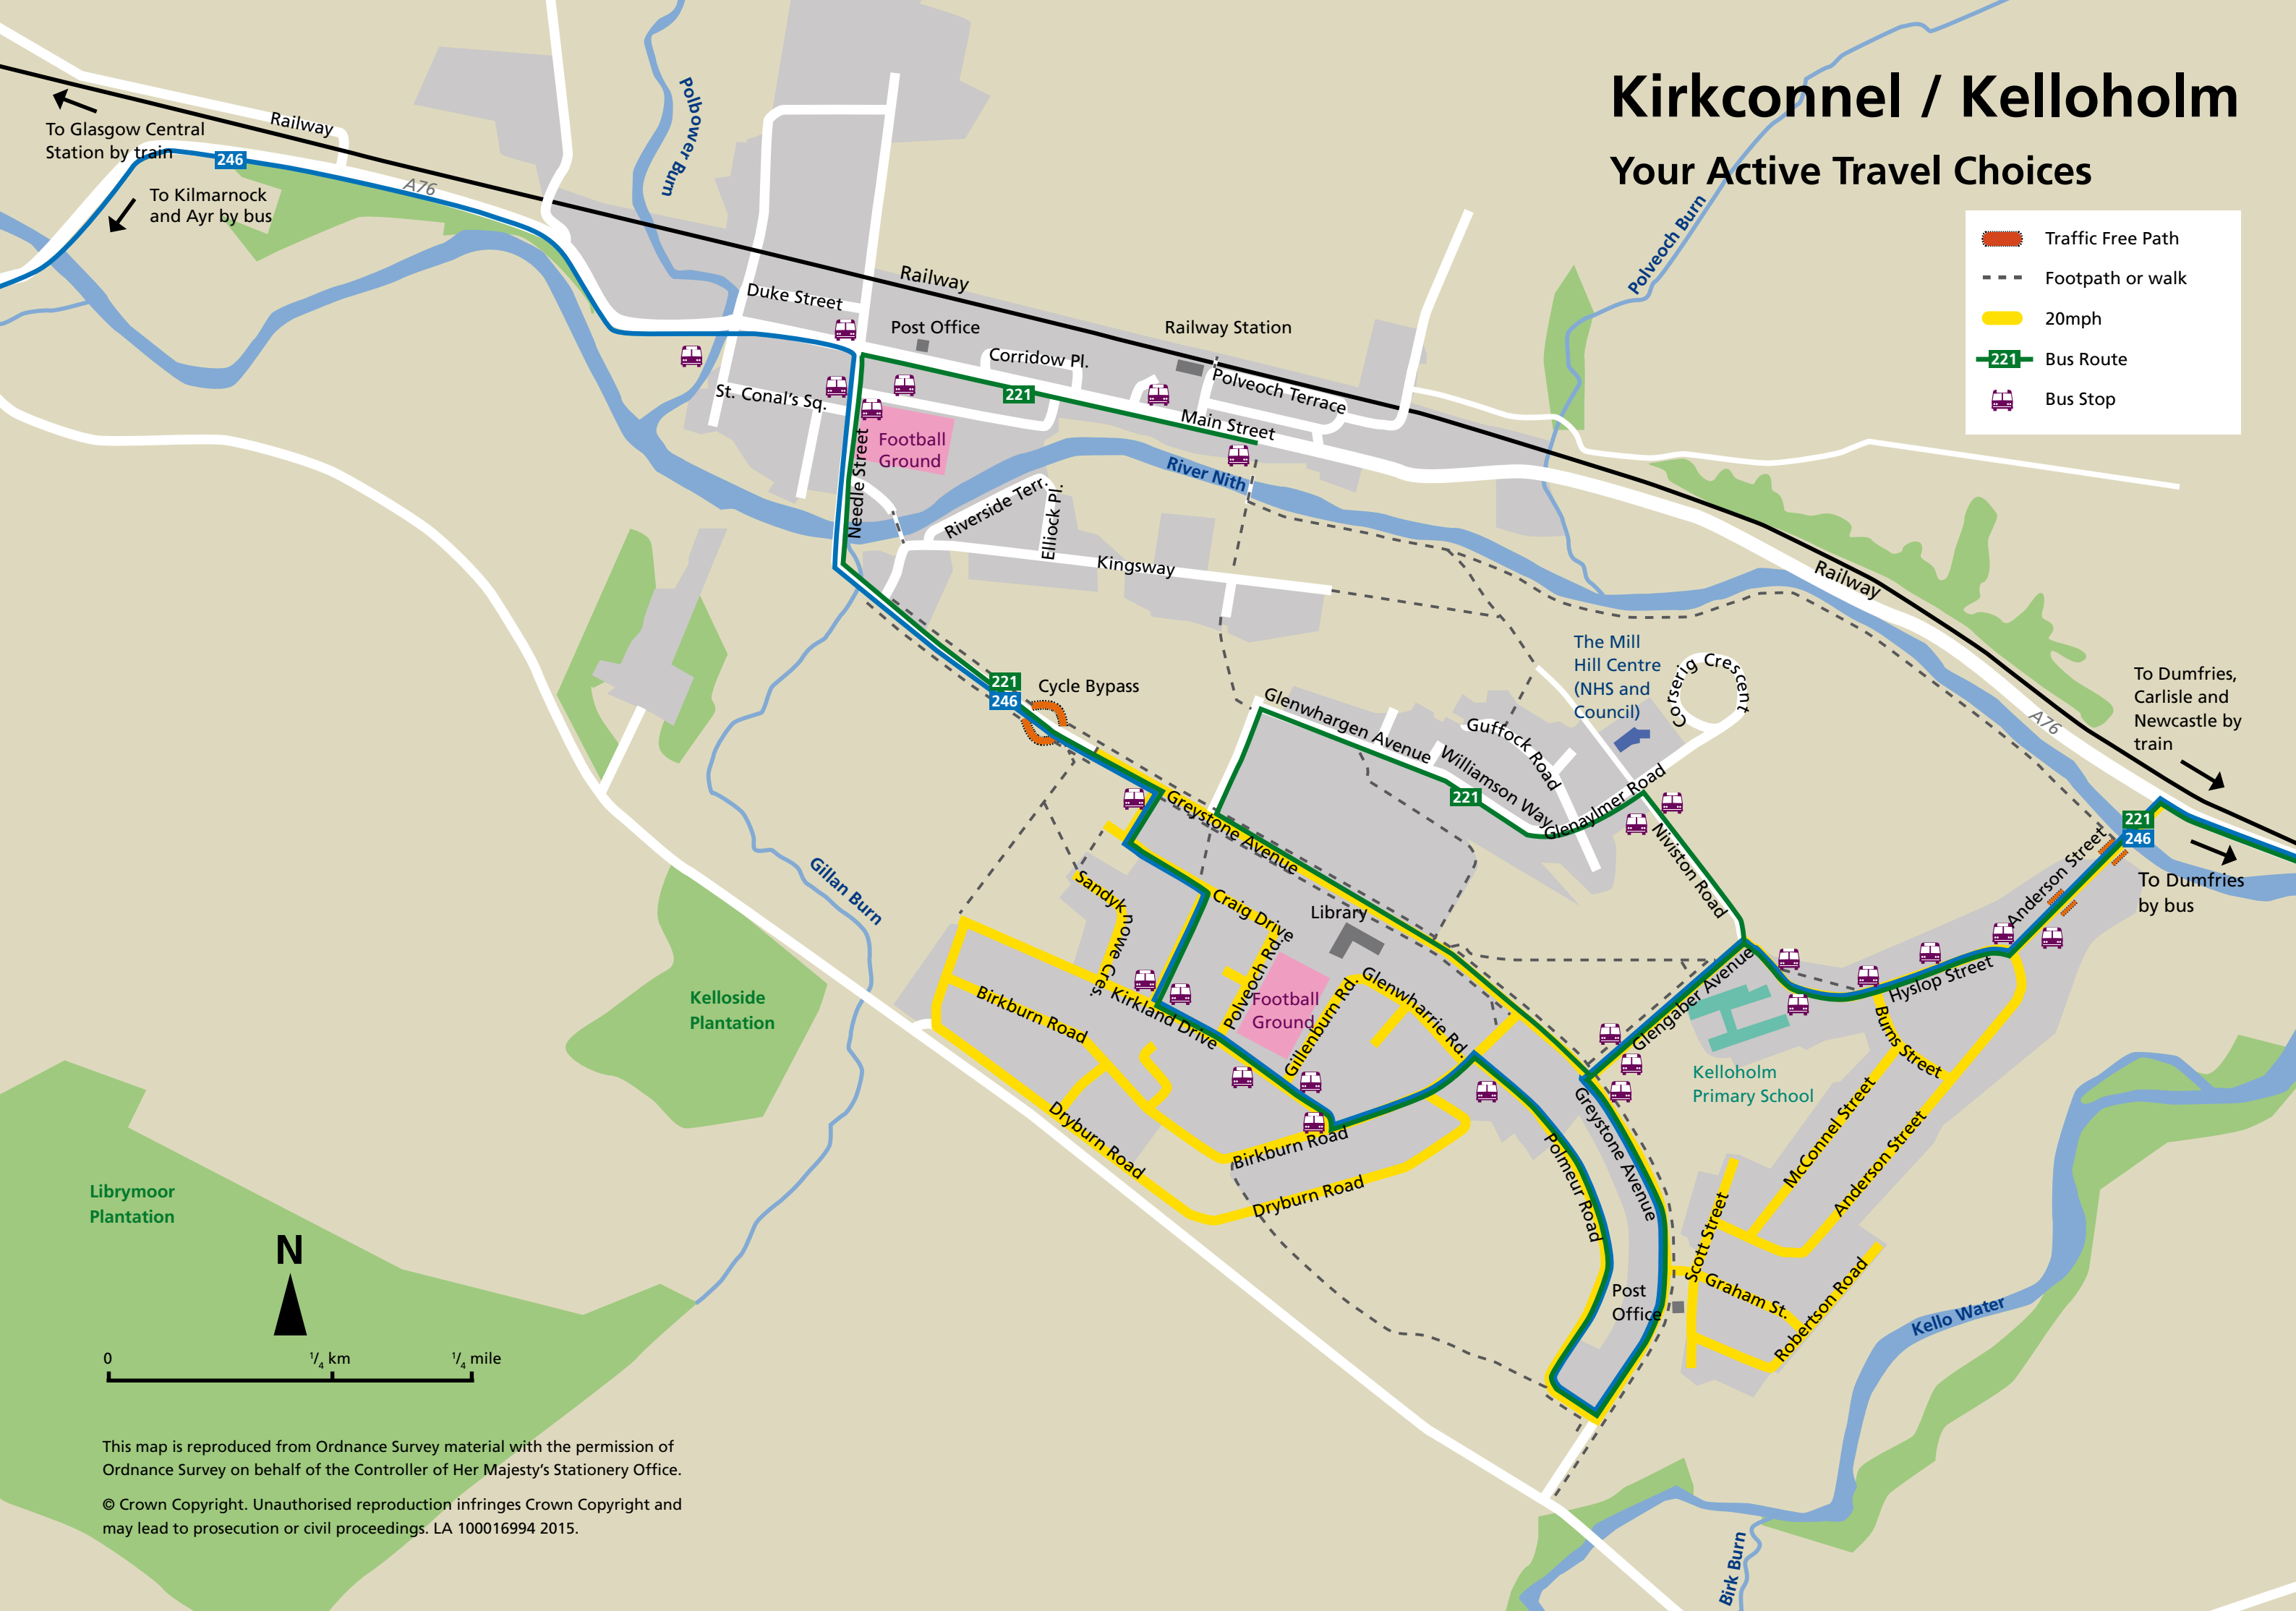 Kirkconnel / Kelloholm
Your Active Travel Choices
Traffic Free Path
Footpath or walk
20mph
221
Bus Route
Bus Stop
To Glasgow Central
Station by train
Railway
246
To Kilmarnock
and Ayr by bus
A76
Polbower Burn
Polveoch Burn
Railway
Duke Street
Post Office
Railway Station
Corridow Pl.
Polveoch Terrace
St. Conal's Sq.
221
Main Street
Football
Ground
Needle Street
River Nith
Riverside Terr.
Elliock Pl.
Kingsway
Railway
The Mill
Hill Centre
(NHS and
Council)
Corserig Crescent
221
246
Cycle Bypass
Glenwhargen Avenue
Guffock Road
Williamson Way
221
Glenaylmer Road
Niviston Road
A76
To Dumfries,
Carlisle and
Newcastle by
train
221
246
To Dumfries
by bus
Greystone Avenue
Gillan Burn
Sandyknowe Cres.
Craig Drive
Library
Polveoch Rd.
Football
Ground
Glenwharrie Rd.
Gillenburn Rd.
Kirkland Drive
Birkburn Road
Glengaber Avenue
Hyslop Street
Anderson Street
Burns Street
Kelloside
Plantation
Kelloholm
Primary School
McConnel Street
Anderson Street
Dryburn Road
Birkburn Road
Dryburn Road
Polmeur Road
Greystone Avenue
Scott Street
Graham St.
Robertson Road
Post
Office
Librymoor
Plantation
Kello Water
Birk Burn
N
0
1/4 km
1/4 mile
This map is reproduced from Ordnance Survey material with the permission of
Ordnance Survey on behalf of the Controller of Her Majesty's Stationery Office.
© Crown Copyright. Unauthorised reproduction infringes Crown Copyright and
may lead to prosecution or civil proceedings. LA 100016994 2015.